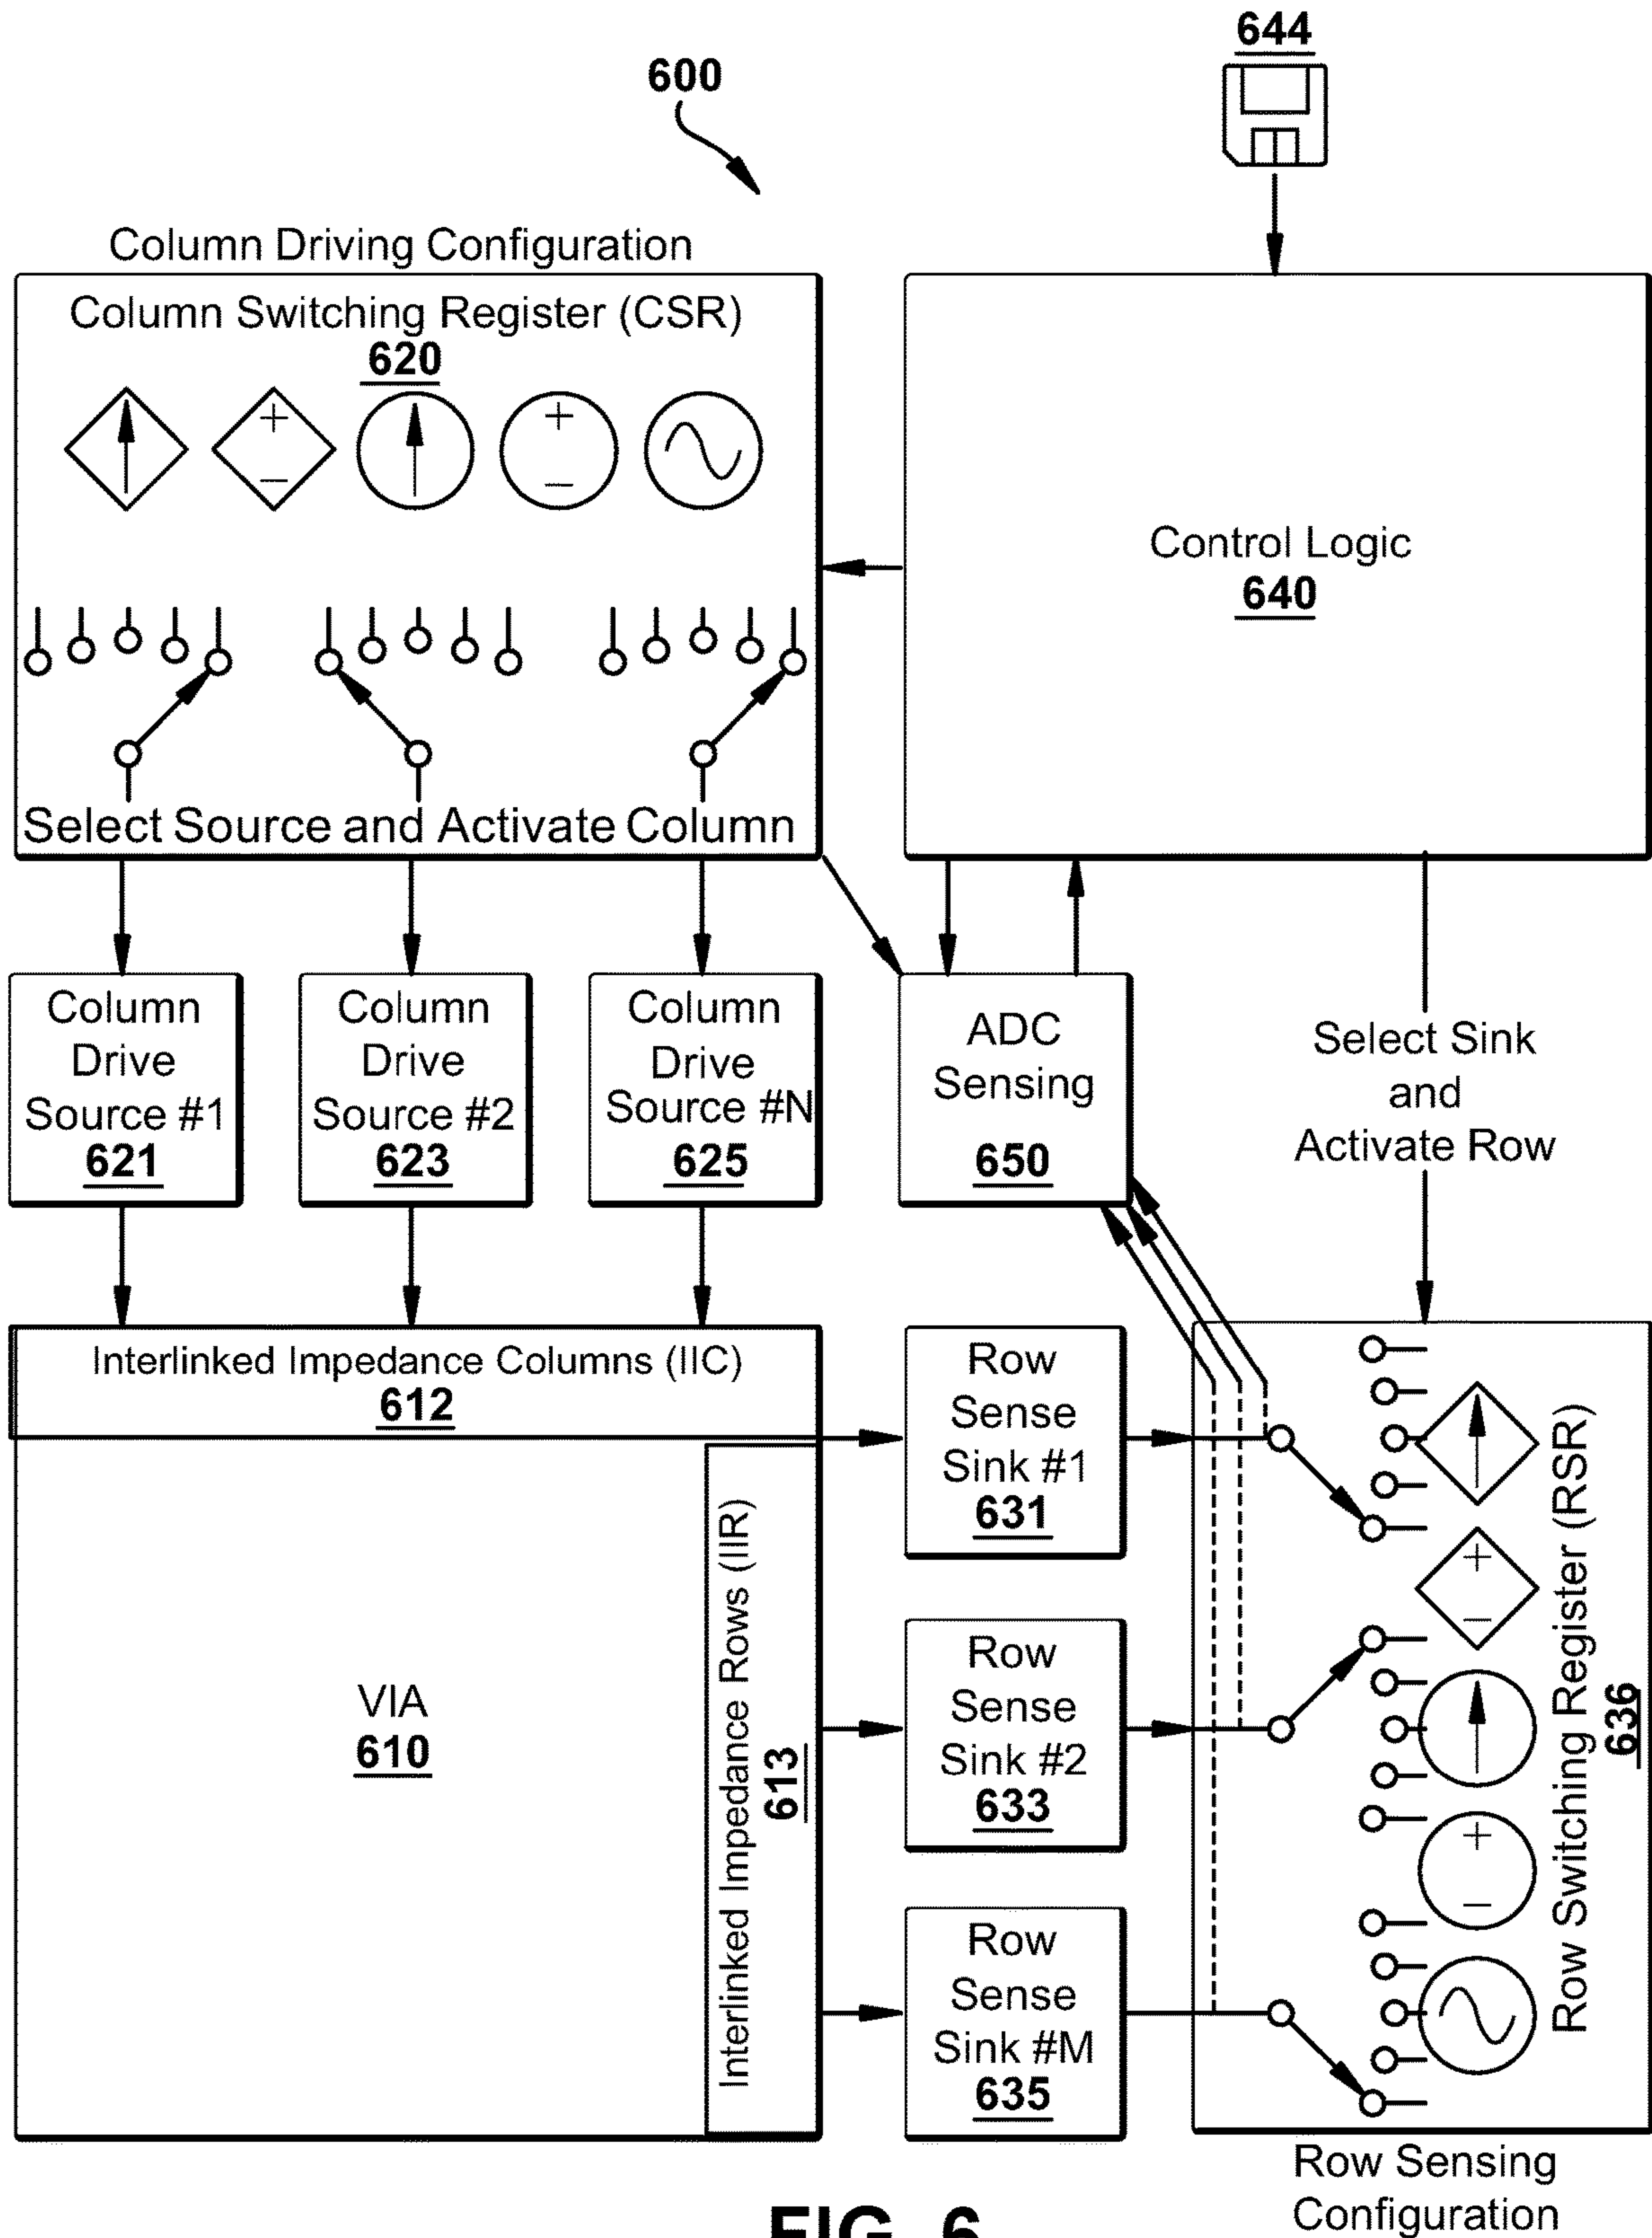 600
644
Column Driving Configuration
Column Switching Register (CSR)
620
+
−
+
−
Select Source and Activate Column
Control Logic
640
Column
Drive
Source #1
621
Column
Drive
Source #2
623
Column
Drive
Source #N
625
ADC
Sensing
650
Select Sink
and
Activate Row
Interlinked Impedance Columns (IIC)
612
VIA
610
Interlinked Impedance Rows (IIR)
613
Row
Sense
Sink #1
631
Row
Sense
Sink #2
633
Row
Sense
Sink #M
635
+
−
+
−
Row Switching Register (RSR)
636
Row Sensing
Configuration
FIG. 6